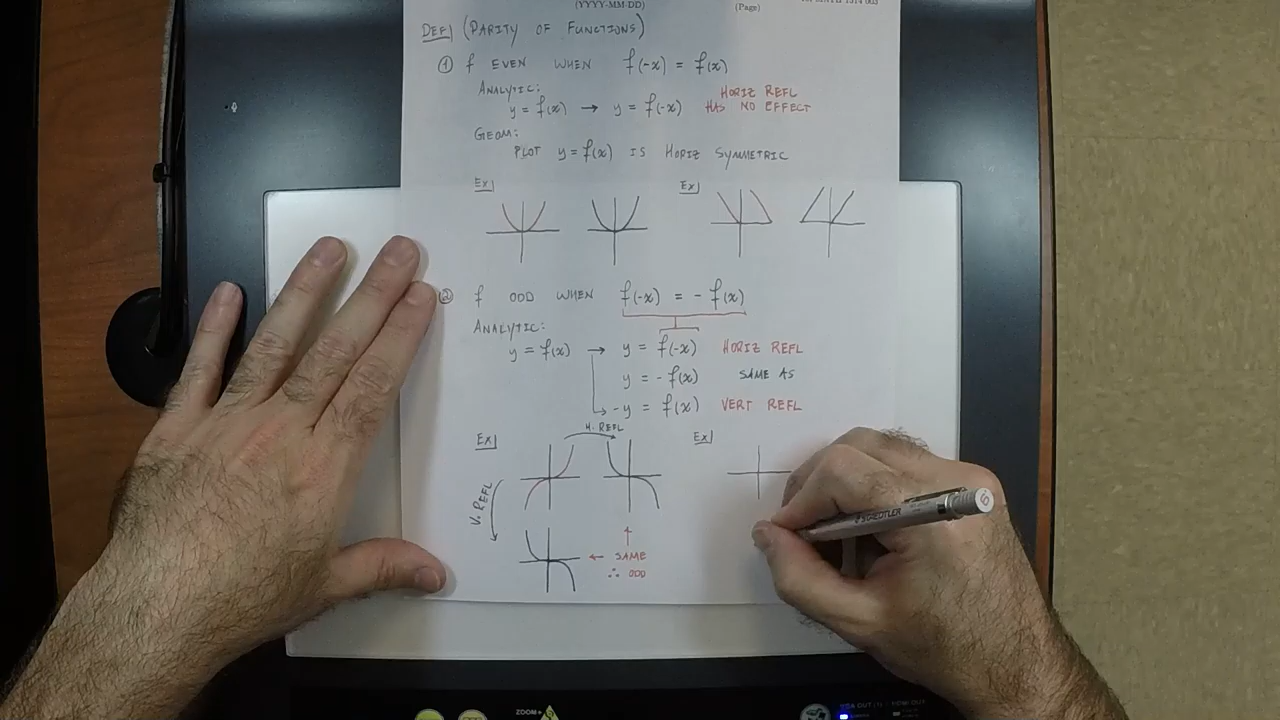 (YYYY-MM-DD)
(Page)
DEF (PARITY OF FUNCTIONS)
① f EVEN WHEN f(-x) = f(x)
ANALYTIC:
y = f(x) → y = f(-x) HORIZ REFL HAS NO EFFECT
GEOM:
PLOT y = f(x) IS HORIZ SYMMETRIC
EX
EX
② f ODD WHEN f(-x) = - f(x)
ANALYTIC:
y = f(x) → y = f(-x) HORIZ REFL
y = - f(x) SAME AS
- y = f(x) VERT REFL
EX
H. REFL
EX
V. REFL
↑
← SAME
∴ ODD
STAEDTLER
6
ZOOM+